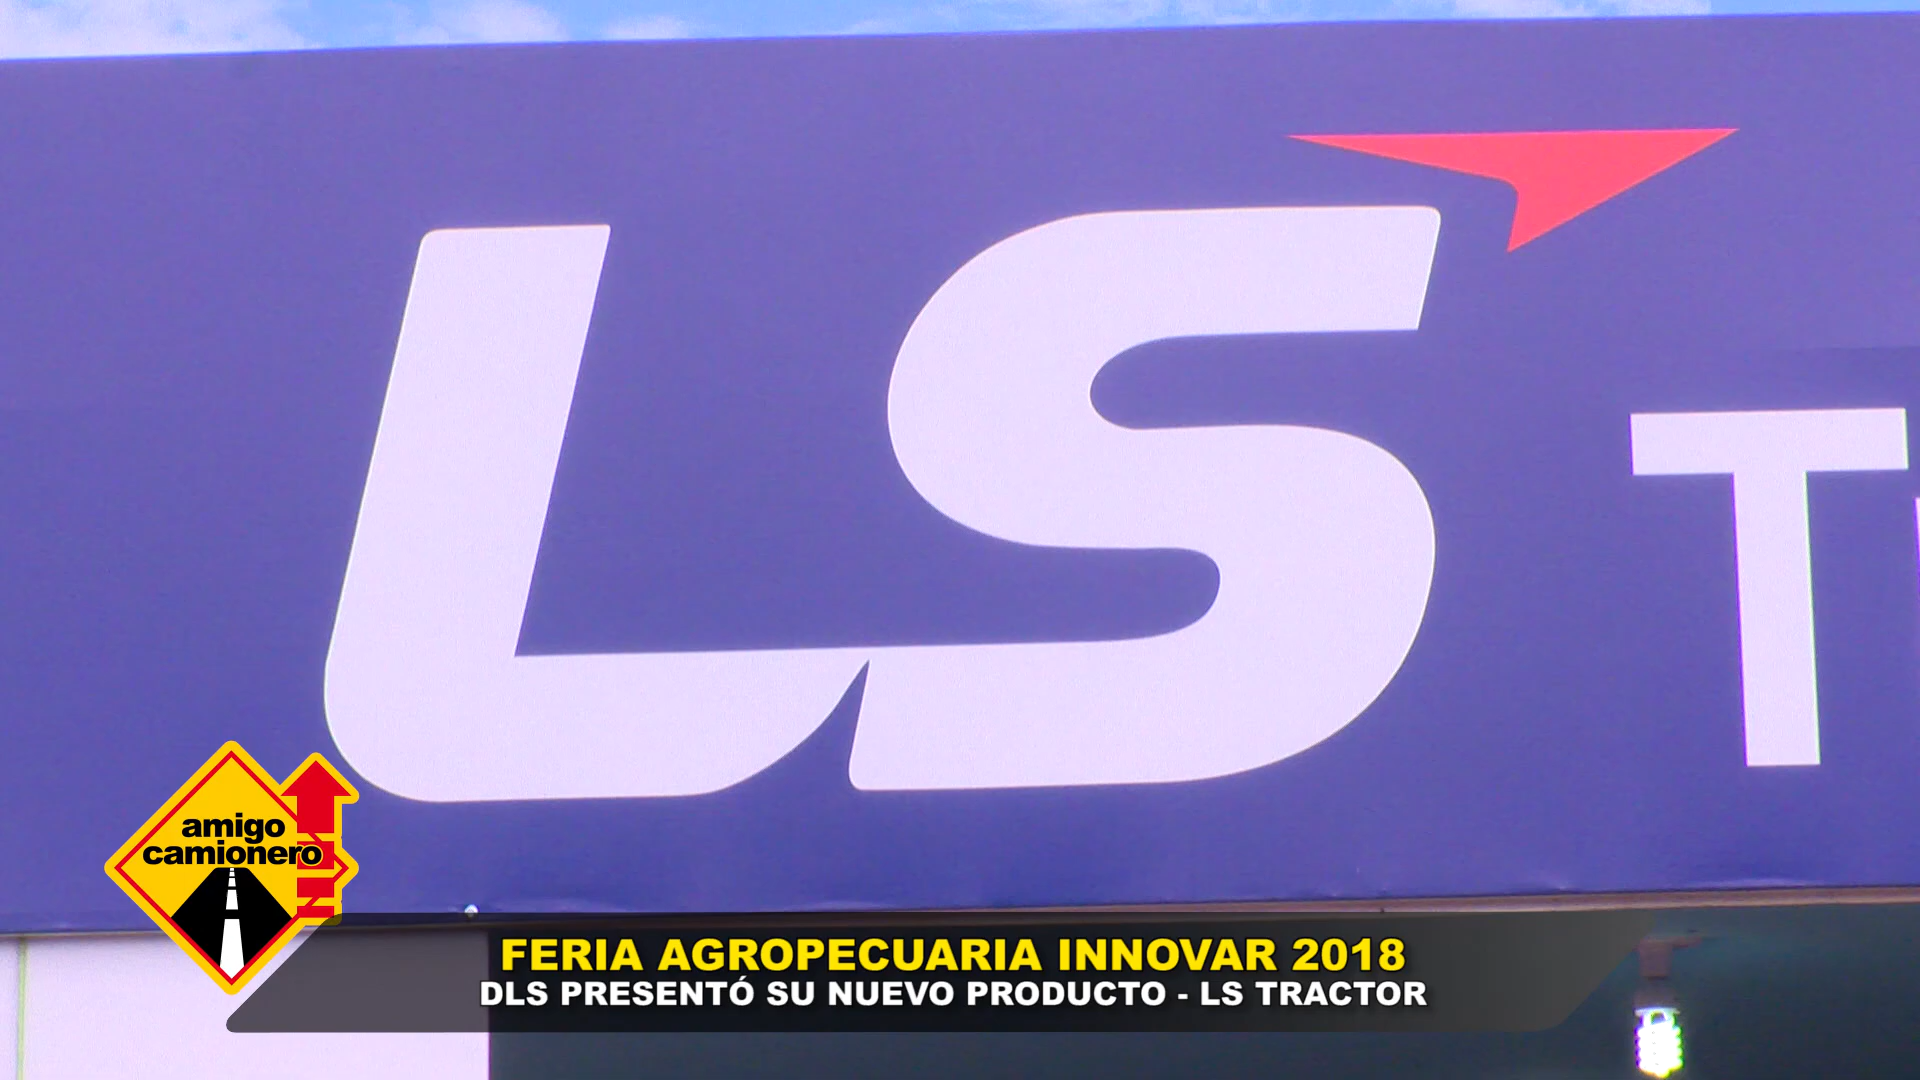 LS T
amigo
camionero
FERIA AGROPECUARIA INNOVAR 2018
DLS PRESENTÓ SU NUEVO PRODUCTO - LS TRACTOR